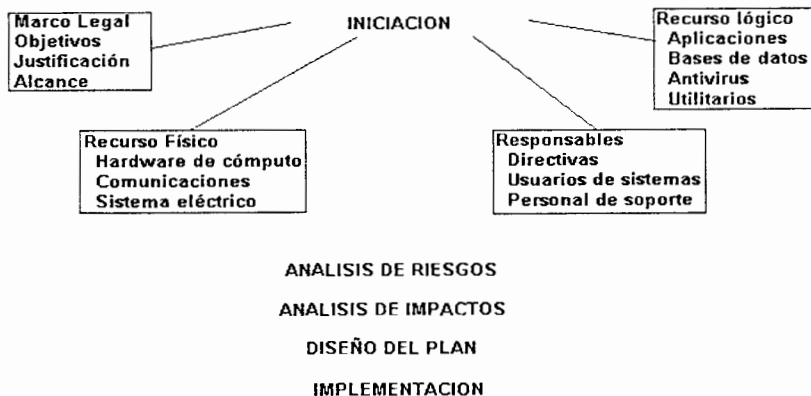 INICIACION
Marco Legal
Objetivos
Justificación
Alcance
Recurso lógico
Aplicaciones
Bases de datos
Antivirus
Utilitarios
Recurso Físico
Hardware de cómputo
Comunicaciones
Sistema eléctrico
Responsables
Directivas
Usuarios de sistemas
Personal de soporte
ANALISIS DE RIESGOS
ANALISIS DE IMPACTOS
DISEÑO DEL PLAN
IMPLEMENTACION